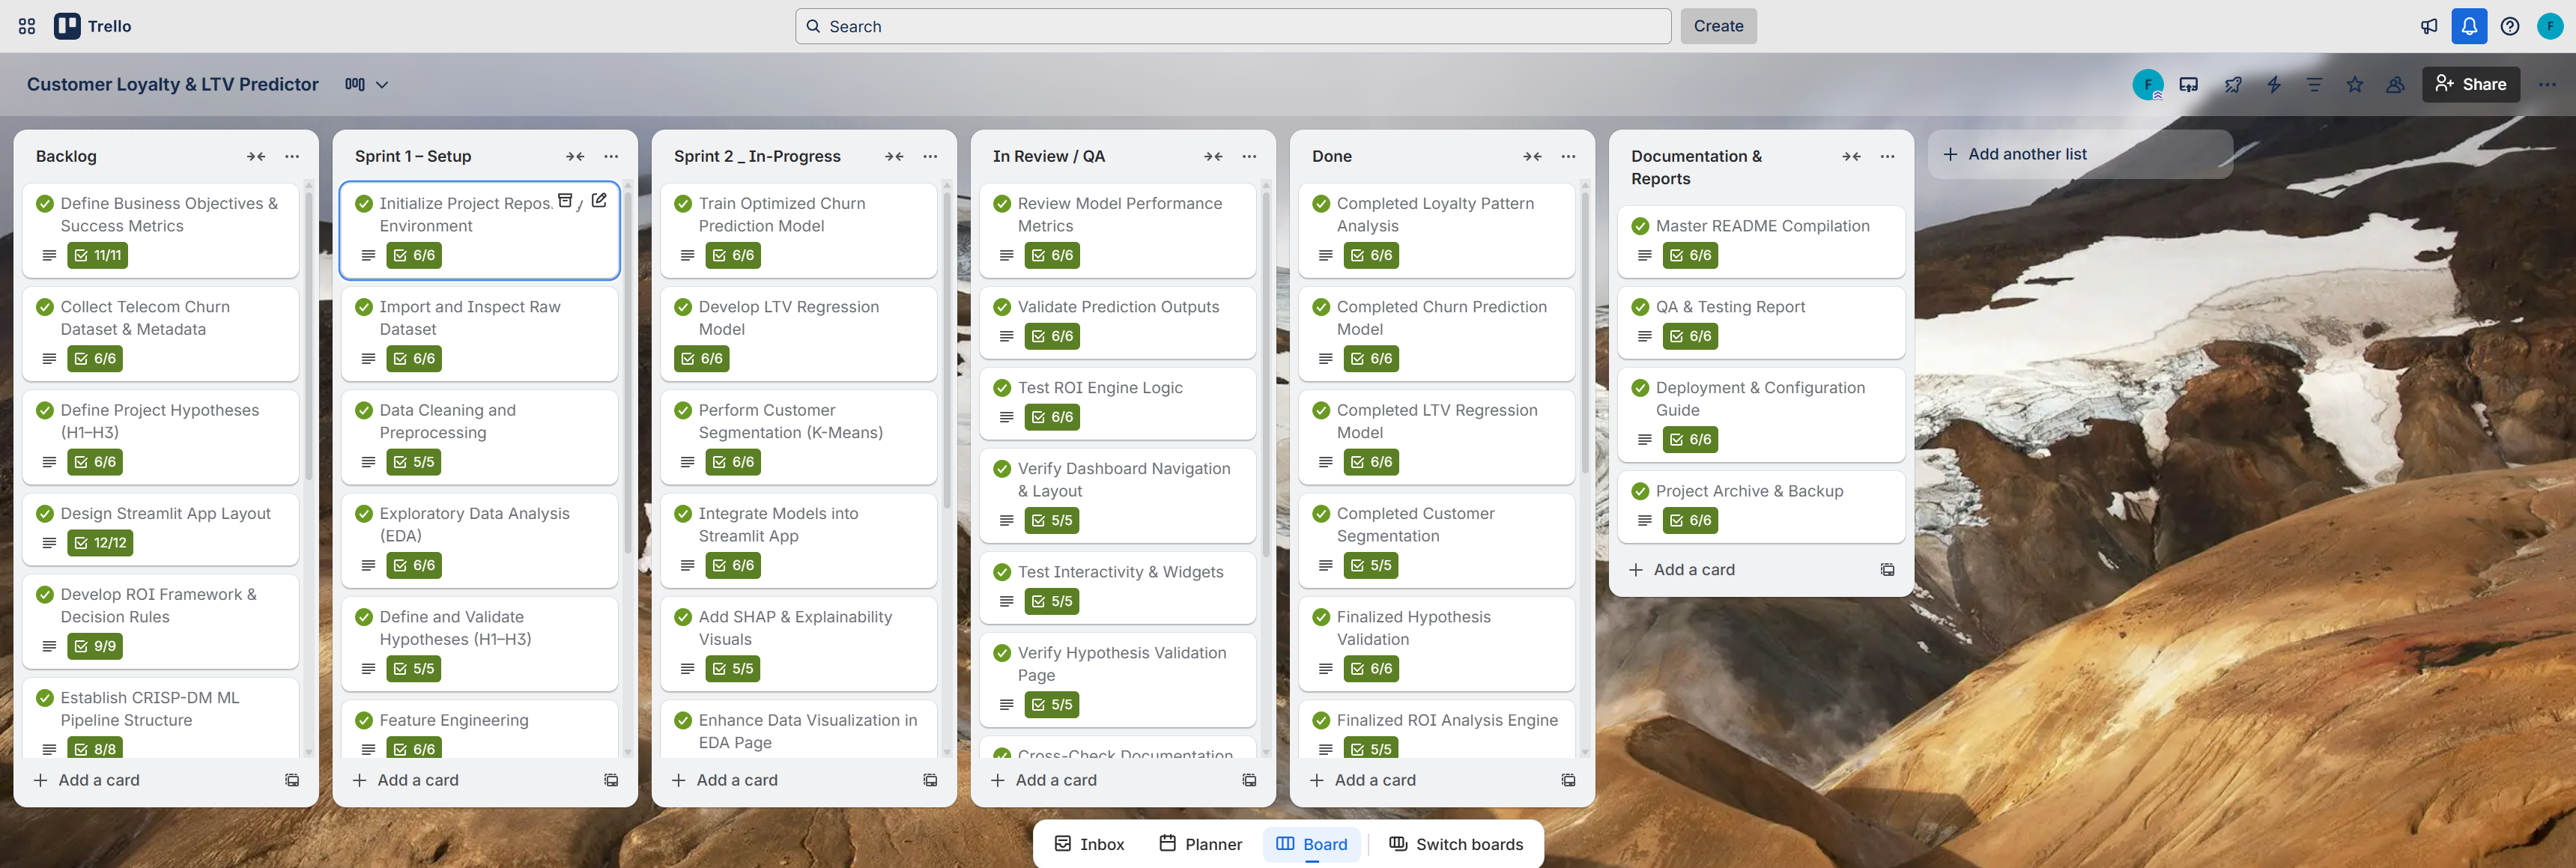 Trello
Search
Create
F
Customer Loyalty & LTV Predictor
F
Share
Backlog
Define Business Objectives &
Success Metrics
11/11
Collect Telecom Churn
Dataset & Metadata
6/6
Define Project Hypotheses
(H1–H3)
6/6
Design Streamlit App Layout
12/12
Develop ROI Framework &
Decision Rules
9/9
Establish CRISP-DM ML
Pipeline Structure
8/8
Add a card
Sprint 1 – Setup
Initialize Project Repos
Environment
6/6
Import and Inspect Raw
Dataset
6/6
Data Cleaning and
Preprocessing
5/5
Exploratory Data Analysis
(EDA)
6/6
Define and Validate
Hypotheses (H1–H3)
5/5
Feature Engineering
6/6
Add a card
Sprint 2 _ In-Progress
Train Optimized Churn
Prediction Model
6/6
Develop LTV Regression
Model
6/6
Perform Customer
Segmentation (K-Means)
6/6
Integrate Models into
Streamlit App
6/6
Add SHAP & Explainability
Visuals
5/5
Enhance Data Visualization in
EDA Page
Add a card
In Review / QA
Review Model Performance
Metrics
6/6
Validate Prediction Outputs
6/6
Test ROI Engine Logic
6/6
Verify Dashboard Navigation
& Layout
5/5
Test Interactivity & Widgets
5/5
Verify Hypothesis Validation
Page
5/5
Cross-Check Documentation
Add a card
Done
Completed Loyalty Pattern
Analysis
6/6
Completed Churn Prediction
Model
6/6
Completed LTV Regression
Model
6/6
Completed Customer
Segmentation
5/5
Finalized Hypothesis
Validation
6/6
Finalized ROI Analysis Engine
5/5
Add a card
Documentation &
Reports
Master README Compilation
6/6
QA & Testing Report
6/6
Deployment & Configuration
Guide
6/6
Project Archive & Backup
6/6
Add a card
Add another list
Inbox
Planner
Board
Switch boards